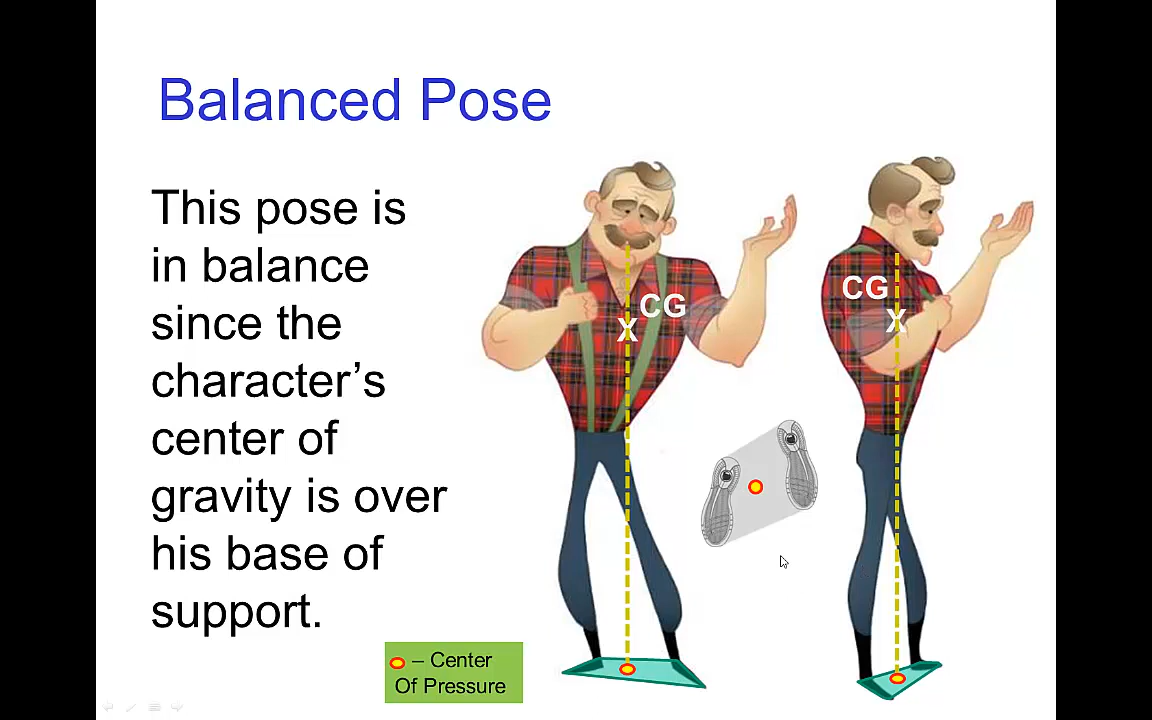 Balanced Pose
This pose is
in balance
since the
character’s
center of
gravity is over
his base of
support.
CG
X
CG
X
– Center
Of Pressure